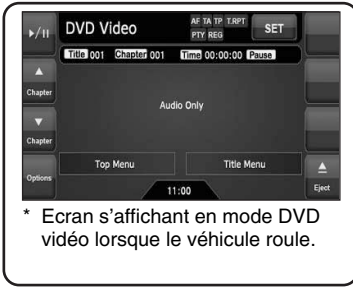 DVD Video
AF TA TP T.RPT
PTY REG
SET
Title 001 Chapter 001 Time 00:00:00 Pause
Chapter
Audio Only
Chapter
Options
Top Menu
Title Menu
11:00
Eject
* Ecran s’affichant en mode DVD
vidéo lorsque le véhicule roule.